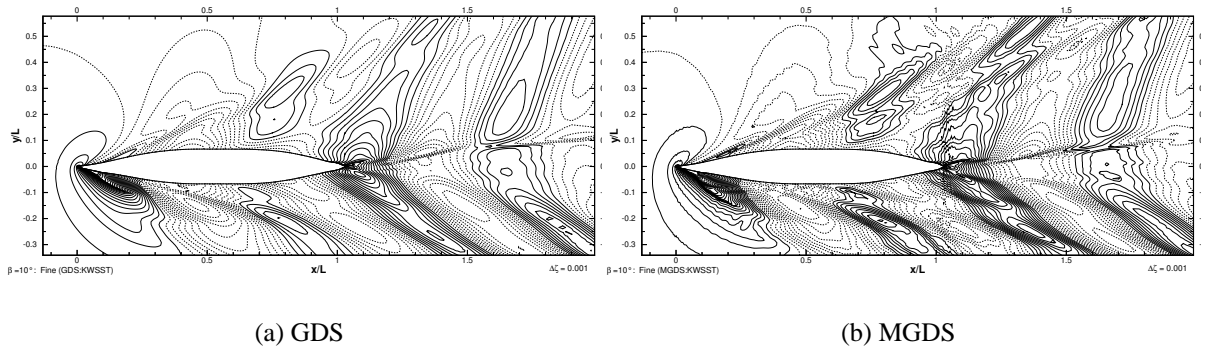 0 0.5 1 1.5
0.5
0.4
0.3
0.2
0.1
0.0
-0.1
-0.2
-0.3
y/L
0 0.5 1 1.5
x/L
β =10°: Fine (GDS:KWSST)
Δζ = 0.001
0 0.5 1 1.5
0.5
0.4
0.3
0.2
0.1
0.0
-0.1
-0.2
-0.3
y/L
0 0.5 1 1.5
x/L
β =10°: Fine (MGDS:KWSST)
Δζ = 0.001
(a) GDS
(b) MGDS